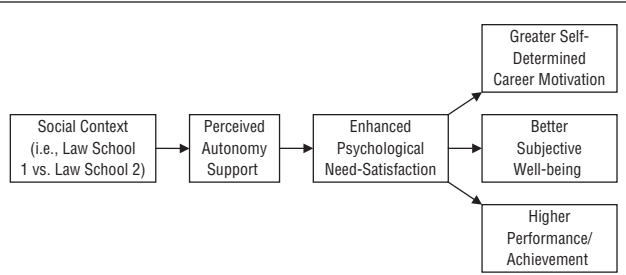 Social Context
(i.e., Law School
1 vs. Law School 2)
Perceived
Autonomy
Support
Enhanced
Psychological
Need-Satisfaction
Greater Self-
Determined
Career Motivation
Better
Subjective
Well-being
Higher
Performance/
Achievement